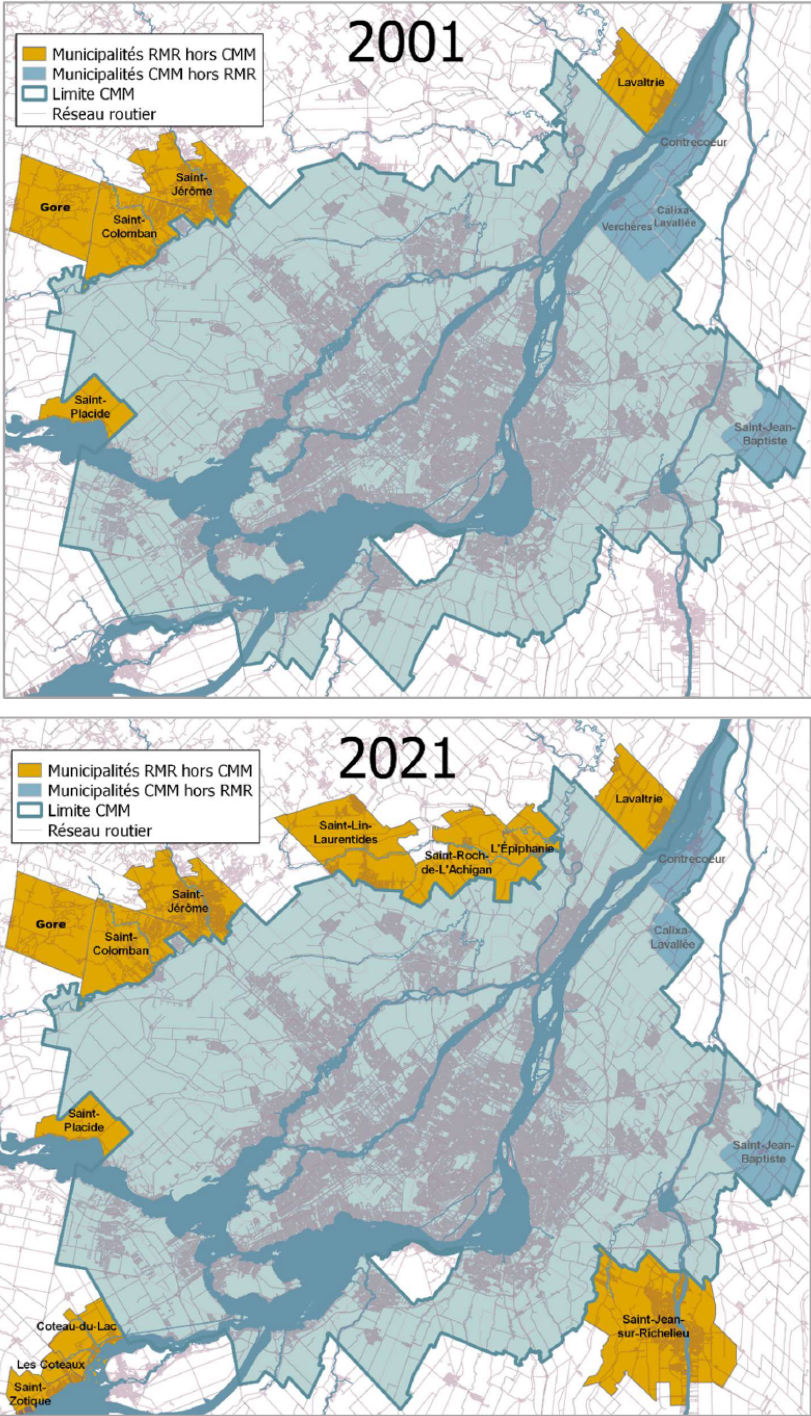 2001
Municipalités RMR hors CMM
Municipalités CMM hors RMR
Limite CMM
Réseau routier
Lavaltrie
Contrecoeur
Saint-
Jérôme
Gore
Saint-
Colomban
Calixa-
Lavallée
Verchères
Saint-
Placide
Saint-Jean-
Baptiste
2021
Municipalités RMR hors CMM
Municipalités CMM hors RMR
Limite CMM
Réseau routier
Lavaltrie
Saint-Lin-
Laurentides
L'Épiphanie
Saint-Roch-
de-L'Achigan
Contrecoeur
Saint-
Jérôme
Gore
Saint-
Colomban
Calixa-
Lavallée
Saint-
Placide
Saint-Jean-
Baptiste
Coteau-du-Lac
Les Coteaux
Saint-
Zotique
Saint-Jean-
sur-Richelieu